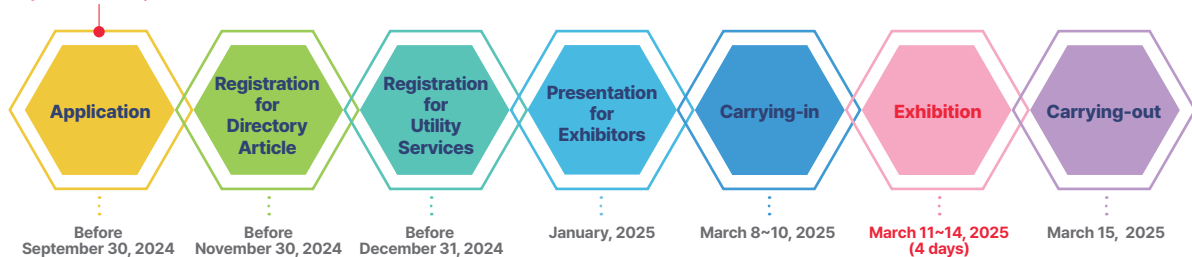 Application
Registration
for
Directory
Article
Registration
for
Utility
Services
Presentation
for
Exhibitors
Carrying-in
Exhibition
Carrying-out
Before
September 30, 2024
Before
November 30, 2024
Before
December 31, 2024
January, 2025
March 8~10, 2025
March 11~14, 2025
(4 days)
March 15, 2025